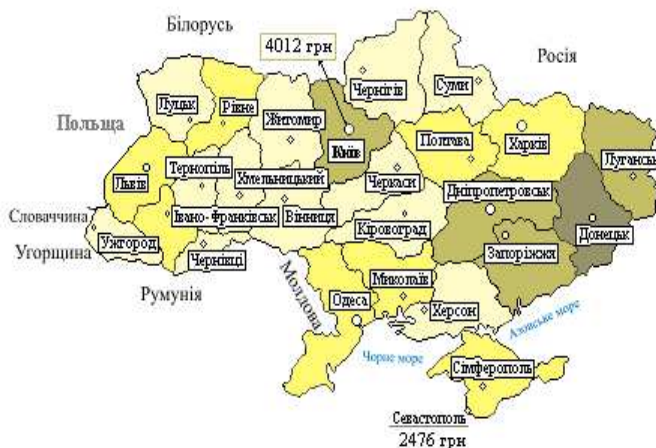 Білорусь
4012 грн
Росія
Чернігів
Суми
Луцьк
Рівне
Житомир
Київ
Польща
Полтава
Харків
Луганськ
Тернопіль
Львів
Хмельницький
Черкаси
Дніпропетровськ
Словаччина
Івано-Франківськ
Вінниця
Кіровоград
Донецьк
Ужгород
Угорщина
Чернівці
Запоріжжя
Румунія
Молдова
Миколаїв
Одеса
Херсон
Азовське море
Чорне море
Сімферополь
Севастополь
2476 грн